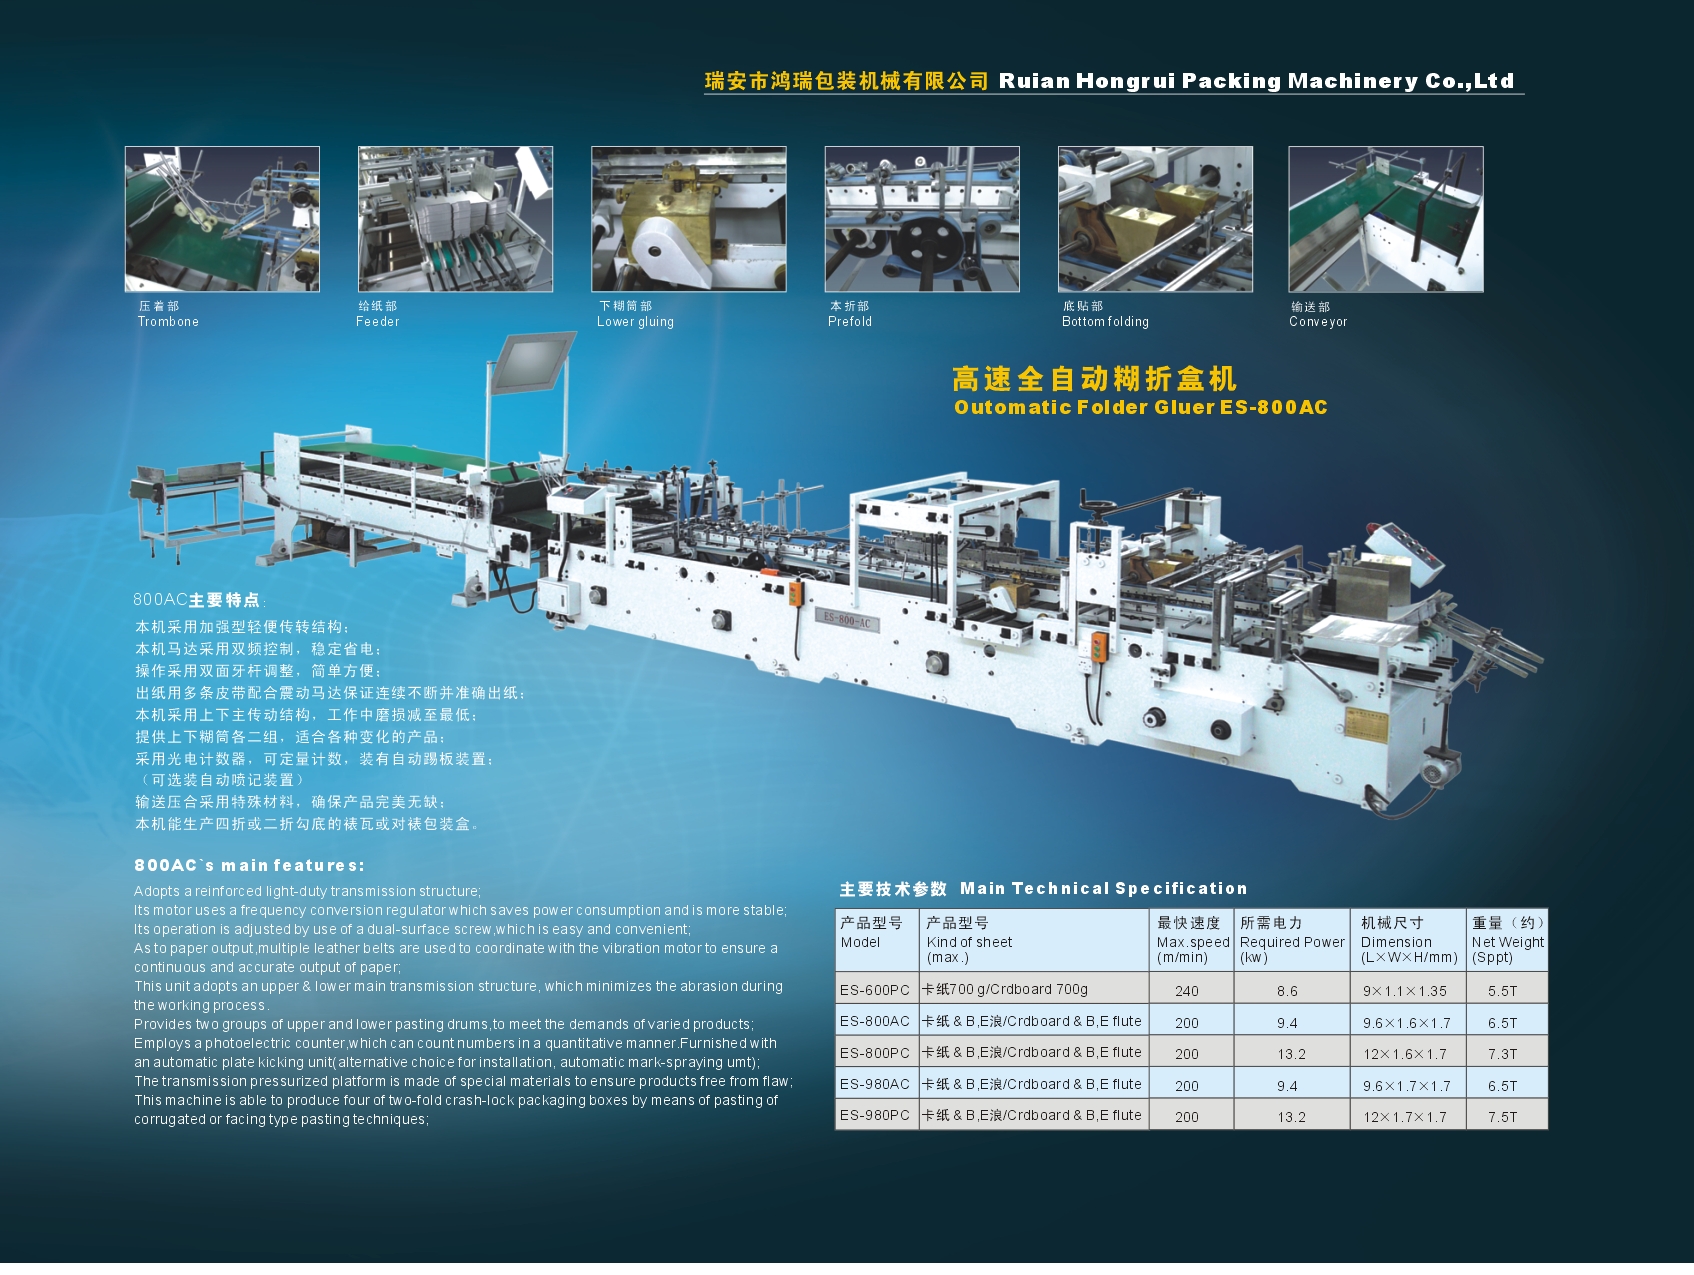 瑞安市鸿瑞包装机械有限公司 Ruian Hongrui Packing Machinery Co.,Ltd
压着部
Trombone
给纸部
Feeder
下糊筒部
Lower gluing
本折部
Prefold
底贴部
Bottom folding
输送部
Conveyor
高速全自动糊折盒机
Outomatic Folder Gluer ES-800AC
ES-800-AC
800AC主要特点:
本机采用加强型轻便传转结构;
本机马达采用双频控制，稳定省电;
操作采用双面牙杆调整，简单方便;
出纸用多条皮带配合震动马达保证连续不断并准确出纸;
本机采用上下主传动结构，工作中磨损减至最低;
提供上下糊筒各二组，适合各种变化的产品;
采用光电计数器，可定量计数，装有自动踢板装置;
（可选装自动喷记装置）
输送压合采用特殊材料，确保产品完美无缺;
本机能生产四折或二折勾底的裱瓦或对裱包装盒。
800AC`s main features:
Adopts a reinforced light-duty transmission structure;
Its motor uses a frequency conversion regulator which saves power consumption and is more stable;
Its operation is adjusted by use of a dual-surface screw,which is easy and convenient;
As to paper output,multiple leather belts are used to coordinate with the vibration motor to ensure a
continuous and accurate output of paper;
This unit adopts an upper & lower main transmission structure, which minimizes the abrasion during
the working process.
Provides two groups of upper and lower pasting drums,to meet the demands of varied products;
Employs a photoelectric counter,which can count numbers in a quantitative manner.Furnished with
an automatic plate kicking unit(alternative choice for installation, automatic mark-spraying umt);
The transmission pressurized platform is made of special materials to ensure products free from flaw;
This machine is able to produce four of two-fold crash-lock packaging boxes by means of pasting of
corrugated or facing type pasting techniques;
主要技术参数 Main Technical Specification
产品型号 产品型号 最快速度 所需电力 机械尺寸 重量（约）
Model Kind of sheet Max.speed Required Power Dimension Net Weight
(max.) (m/min) (kw) (L×W×H/mm) (Sppt)
ES-600PC 卡纸700 g/Crdboard 700g 240 8.6 9×1.1×1.35 5.5T
ES-800AC 卡纸 & B,E浪/Crdboard & B,E flute 200 9.4 9.6×1.6×1.7 6.5T
ES-800PC 卡纸 & B,E浪/Crdboard & B,E flute 200 13.2 12×1.6×1.7 7.3T
ES-980AC 卡纸 & B,E浪/Crdboard & B,E flute 200 9.4 9.6×1.7×1.7 6.5T
ES-980PC 卡纸 & B,E浪/Crdboard & B,E flute 200 13.2 12×1.7×1.7 7.5T